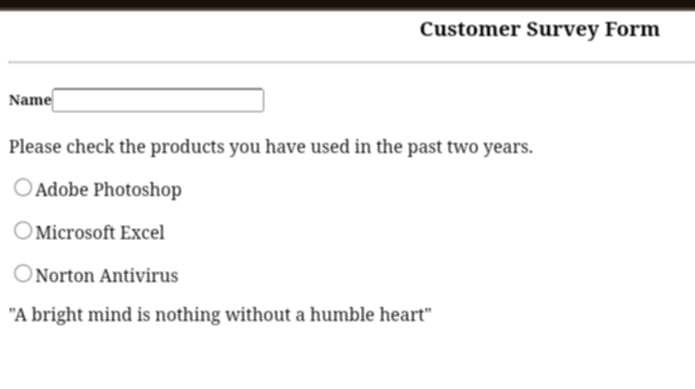 Customer Survey Form
Name
Please check the products you have used in the past two years.
Adobe Photoshop
Microsoft Excel
Norton Antivirus
"A bright mind is nothing without a humble heart"